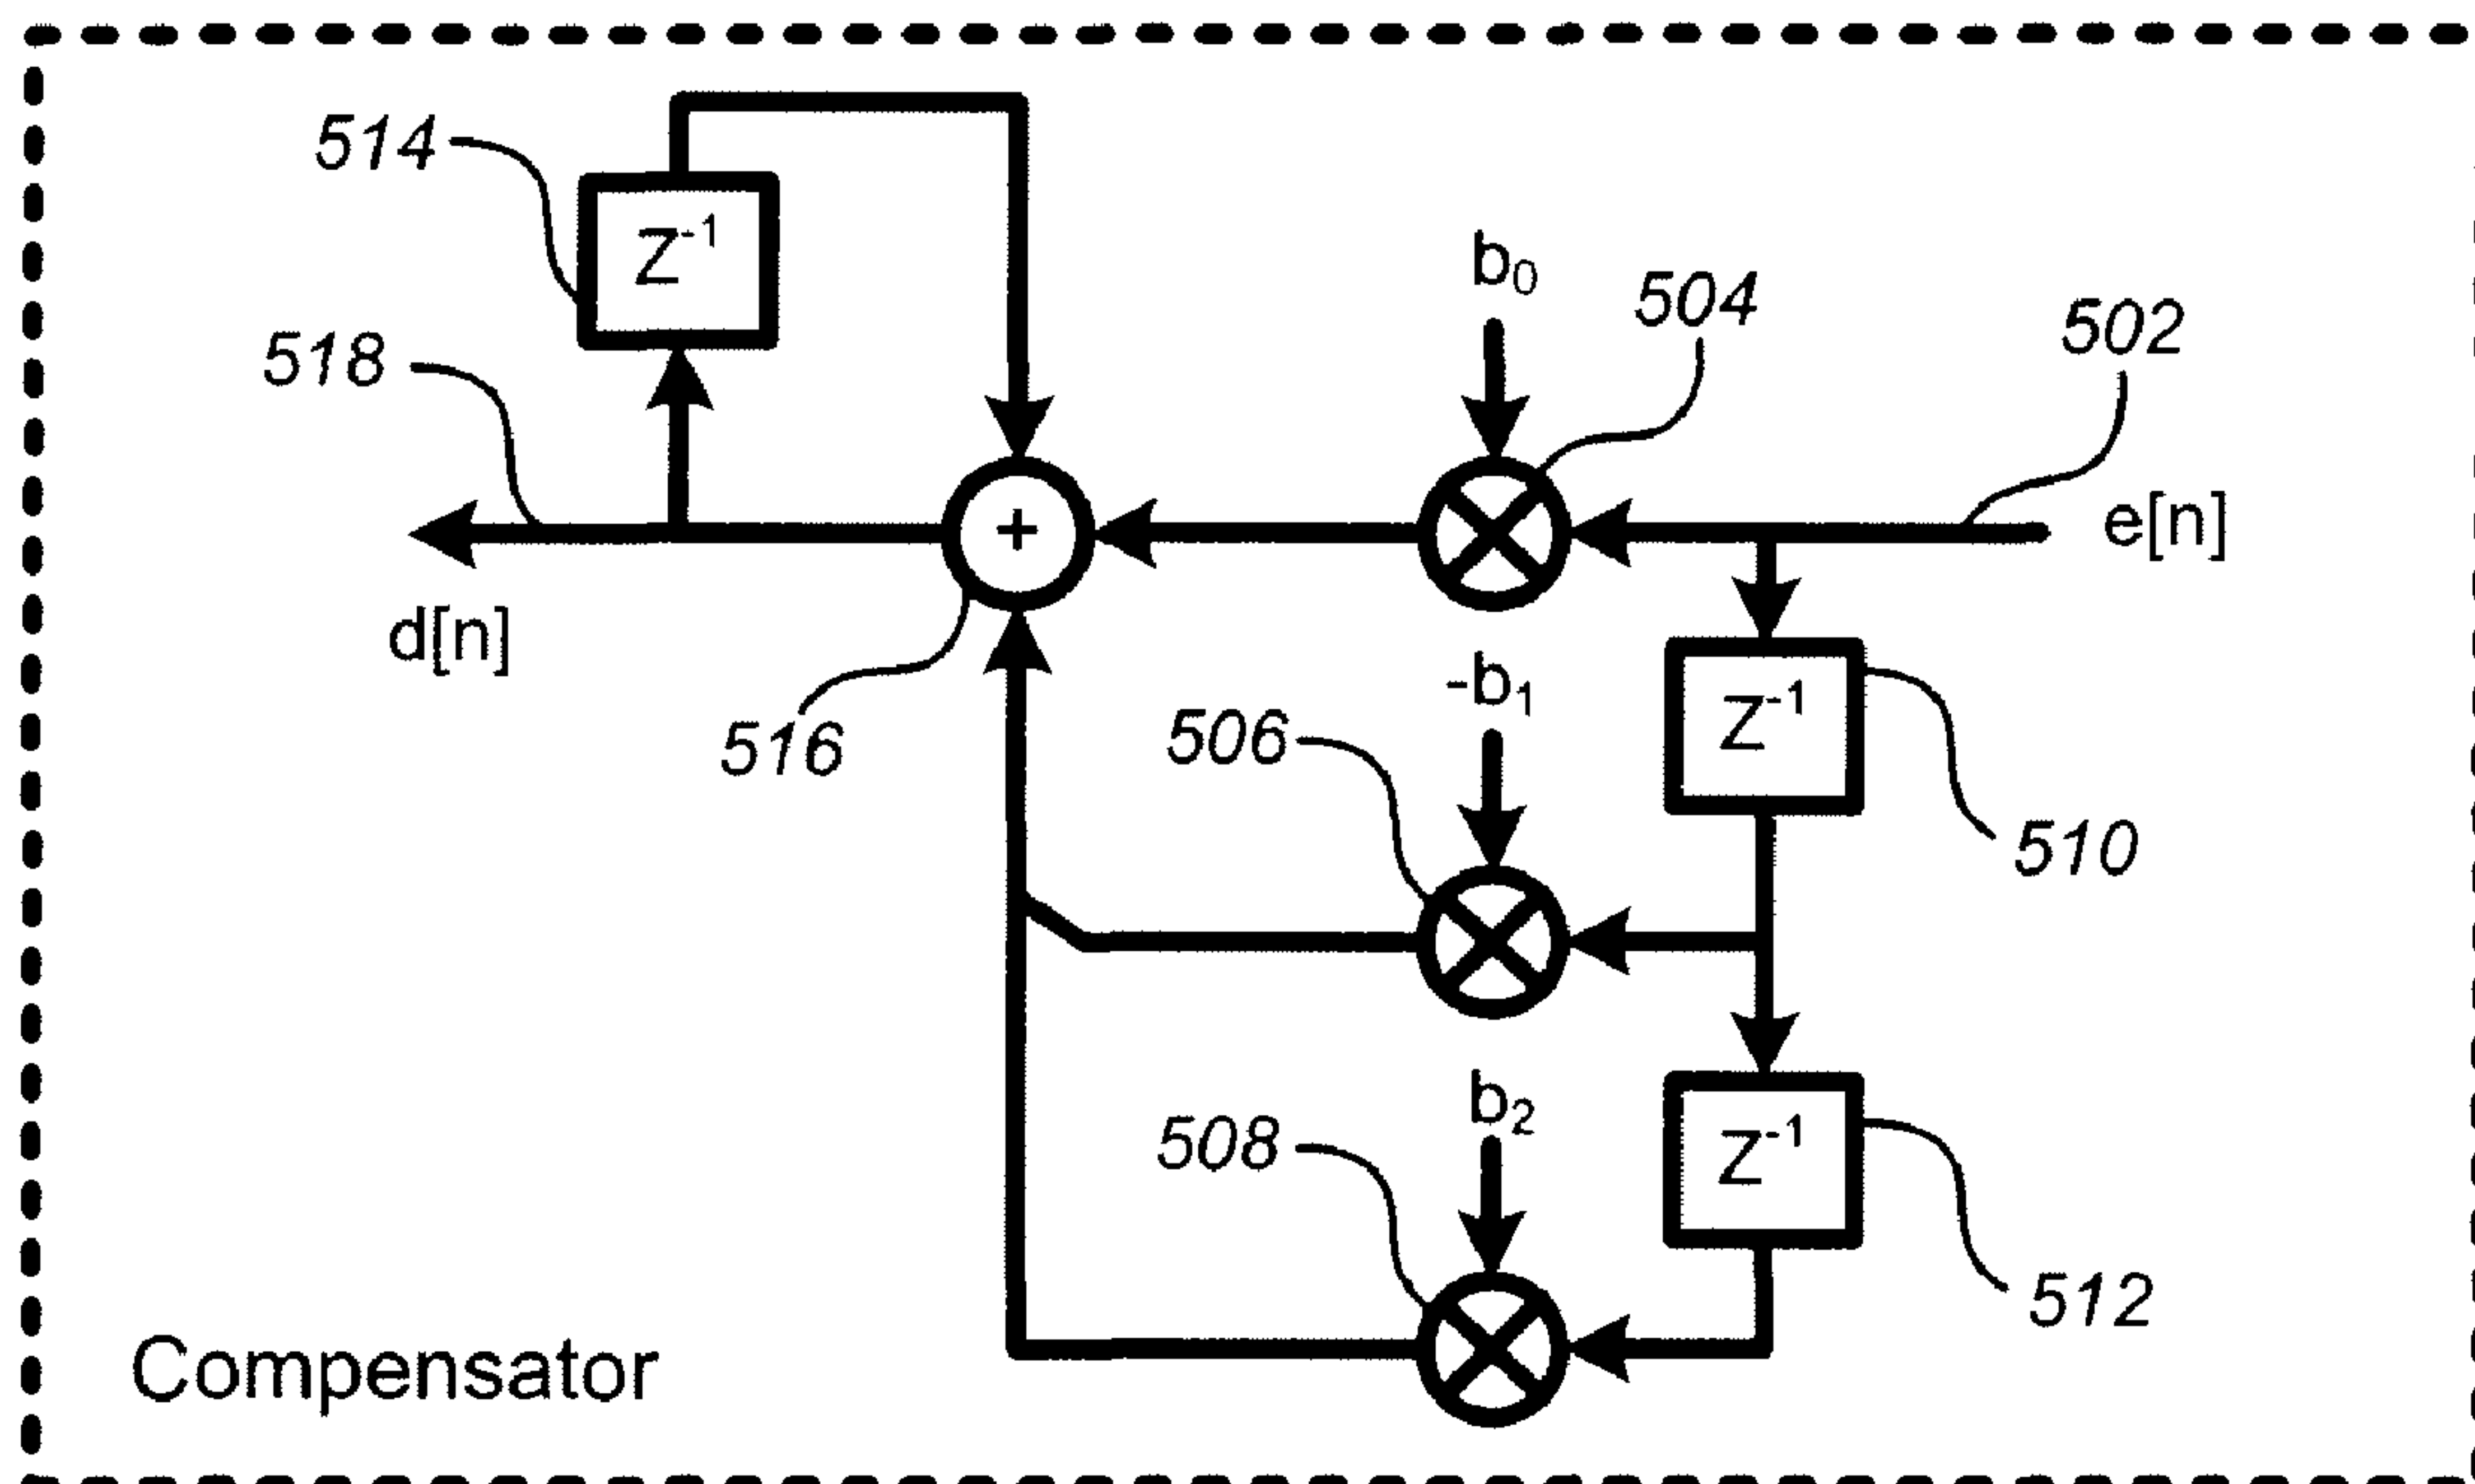 514
Z⁻¹
b₀
504
502
518
e[n]
d[n]
-b₁
Z⁻¹
506
516
510
b₂
Z⁻¹
508
512
Compensator